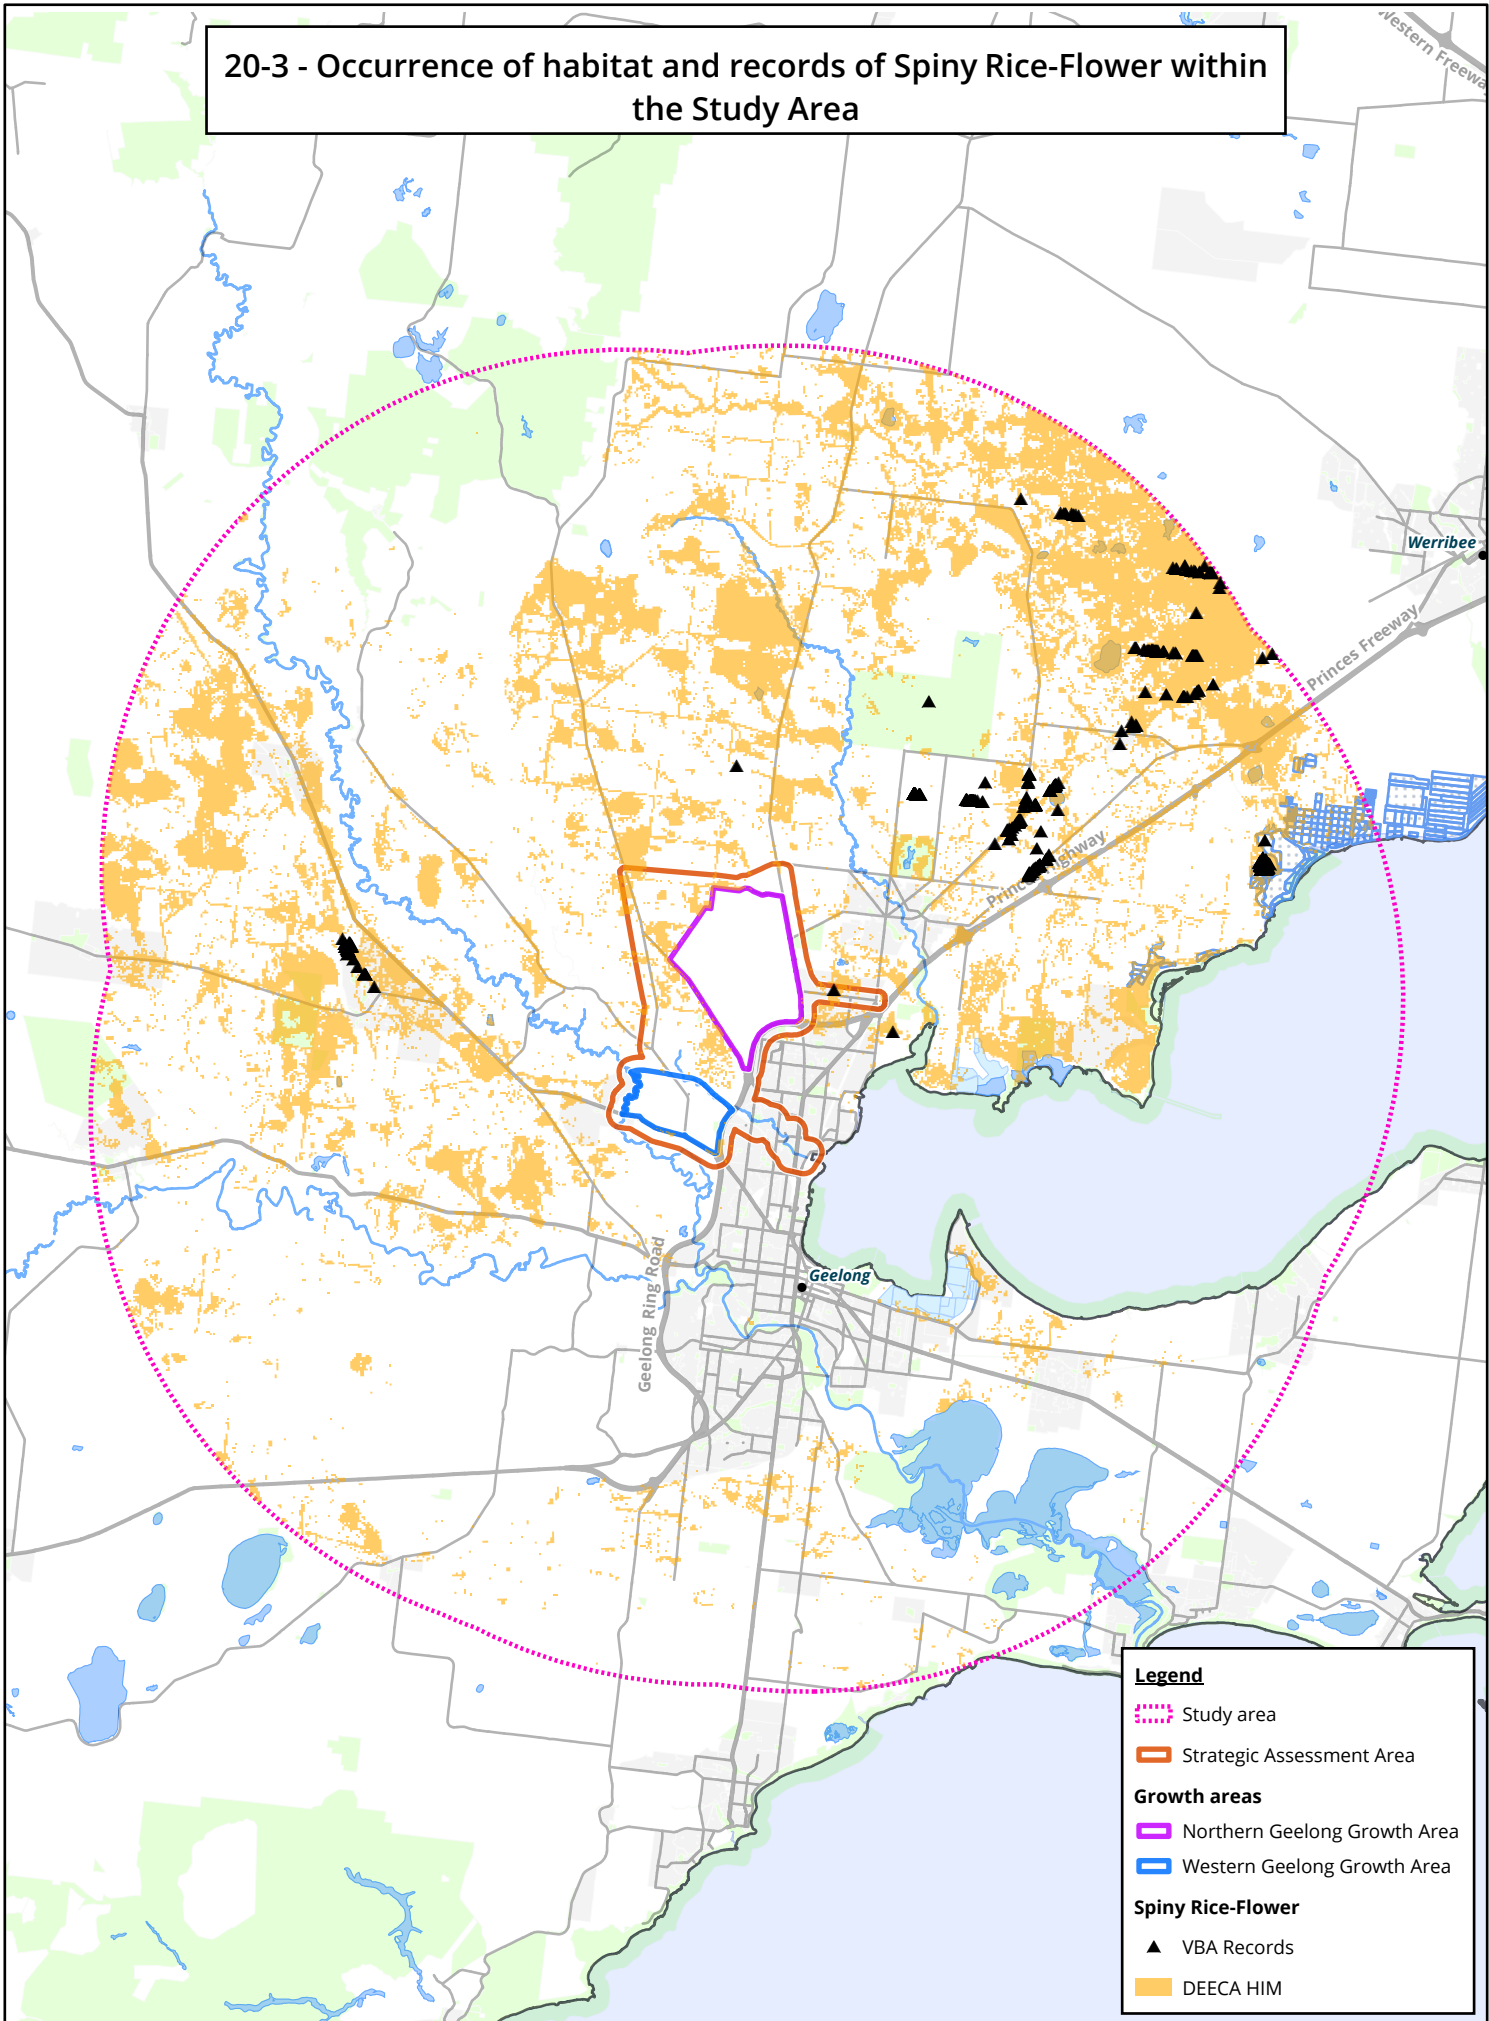 20-3 - Occurrence of habitat and records of Spiny Rice-Flower within
the Study Area
Western Freeway
Werribee
Princes Freeway
Geelong Ring Road
Geelong
Legend
Study area
Strategic Assessment Area
Growth areas
Northern Geelong Growth Area
Western Geelong Growth Area
Spiny Rice-Flower
VBA Records
DEECA HIM